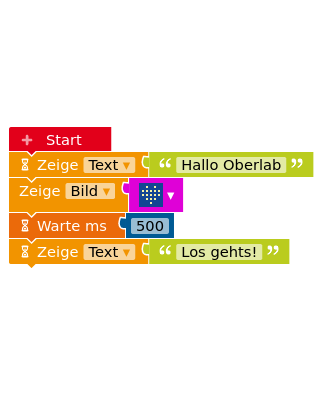 + Start
Zeige Text “ Hallo Oberlab ”
Zeige Bild
Warte ms 500
Zeige Text “ Los gehts! ”